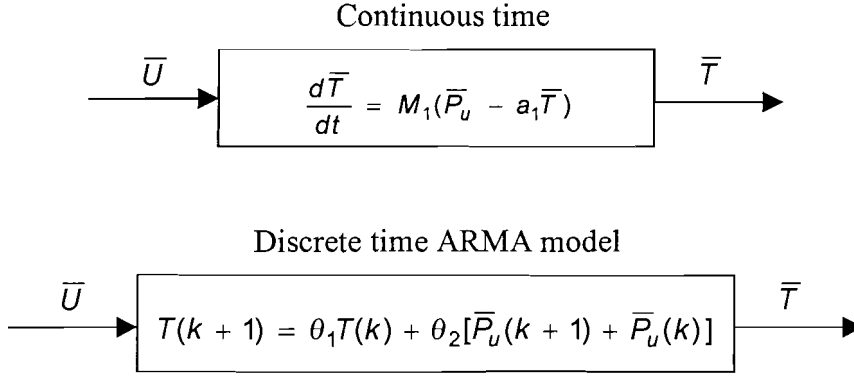 Continuous time
U̅ T̅
dT̅/dt = M₁(P̅ᵤ − a₁T̅)
Discrete time ARMA model
U̅ T̅
T(k + 1) = θ₁T(k) + θ₂[P̅ᵤ(k + 1) + P̅ᵤ(k)]